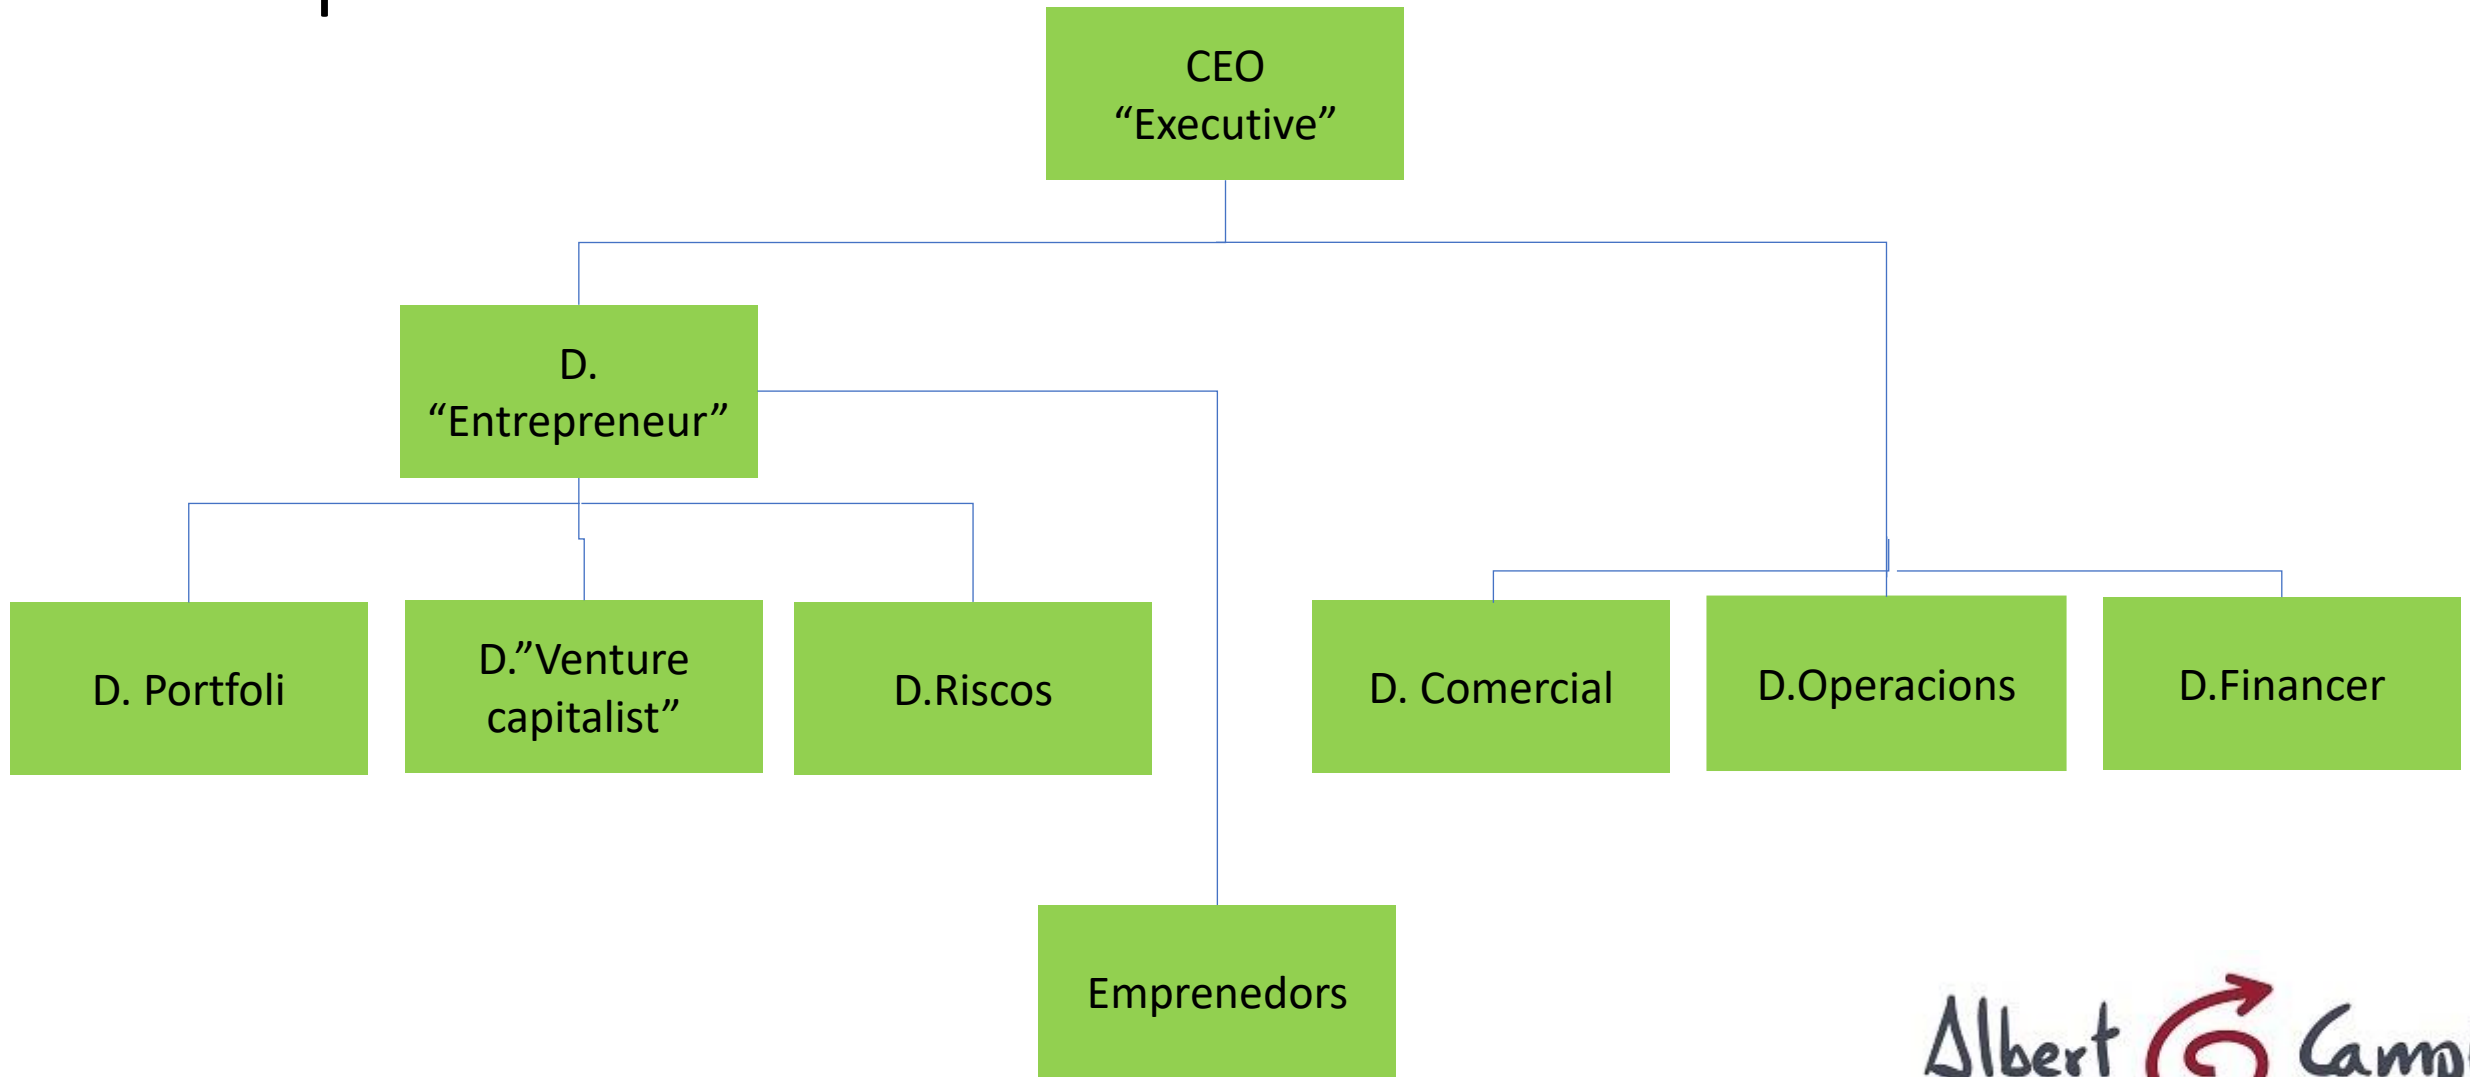 CEO
“Executive”
D.
“Entrepreneur”
D. Portfoli
D.”Venture
capitalist”
D.Riscos
D. Comercial
D.Operacions
D.Financer
Emprenedors
Albert